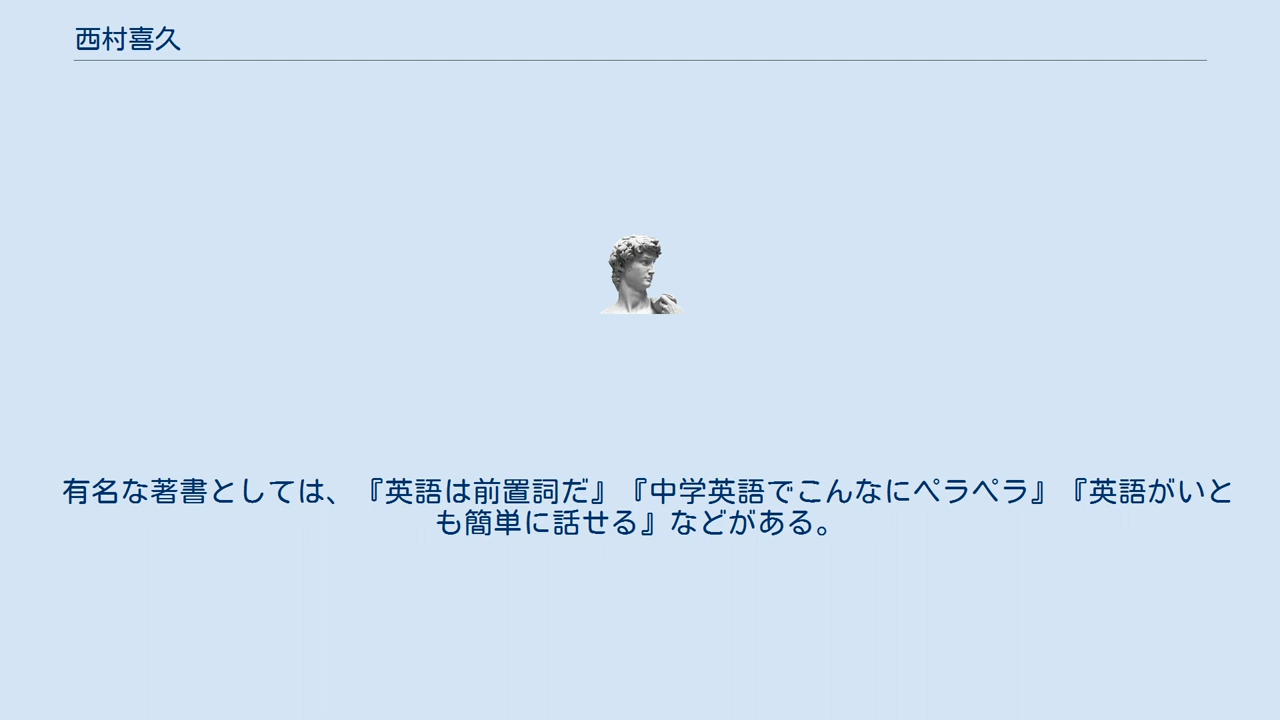 西村喜久
有名な著書としては、『英語は前置詞だ』『中学英語でこんなにペラペラ』『英語がいと
も簡単に話せる』などがある。